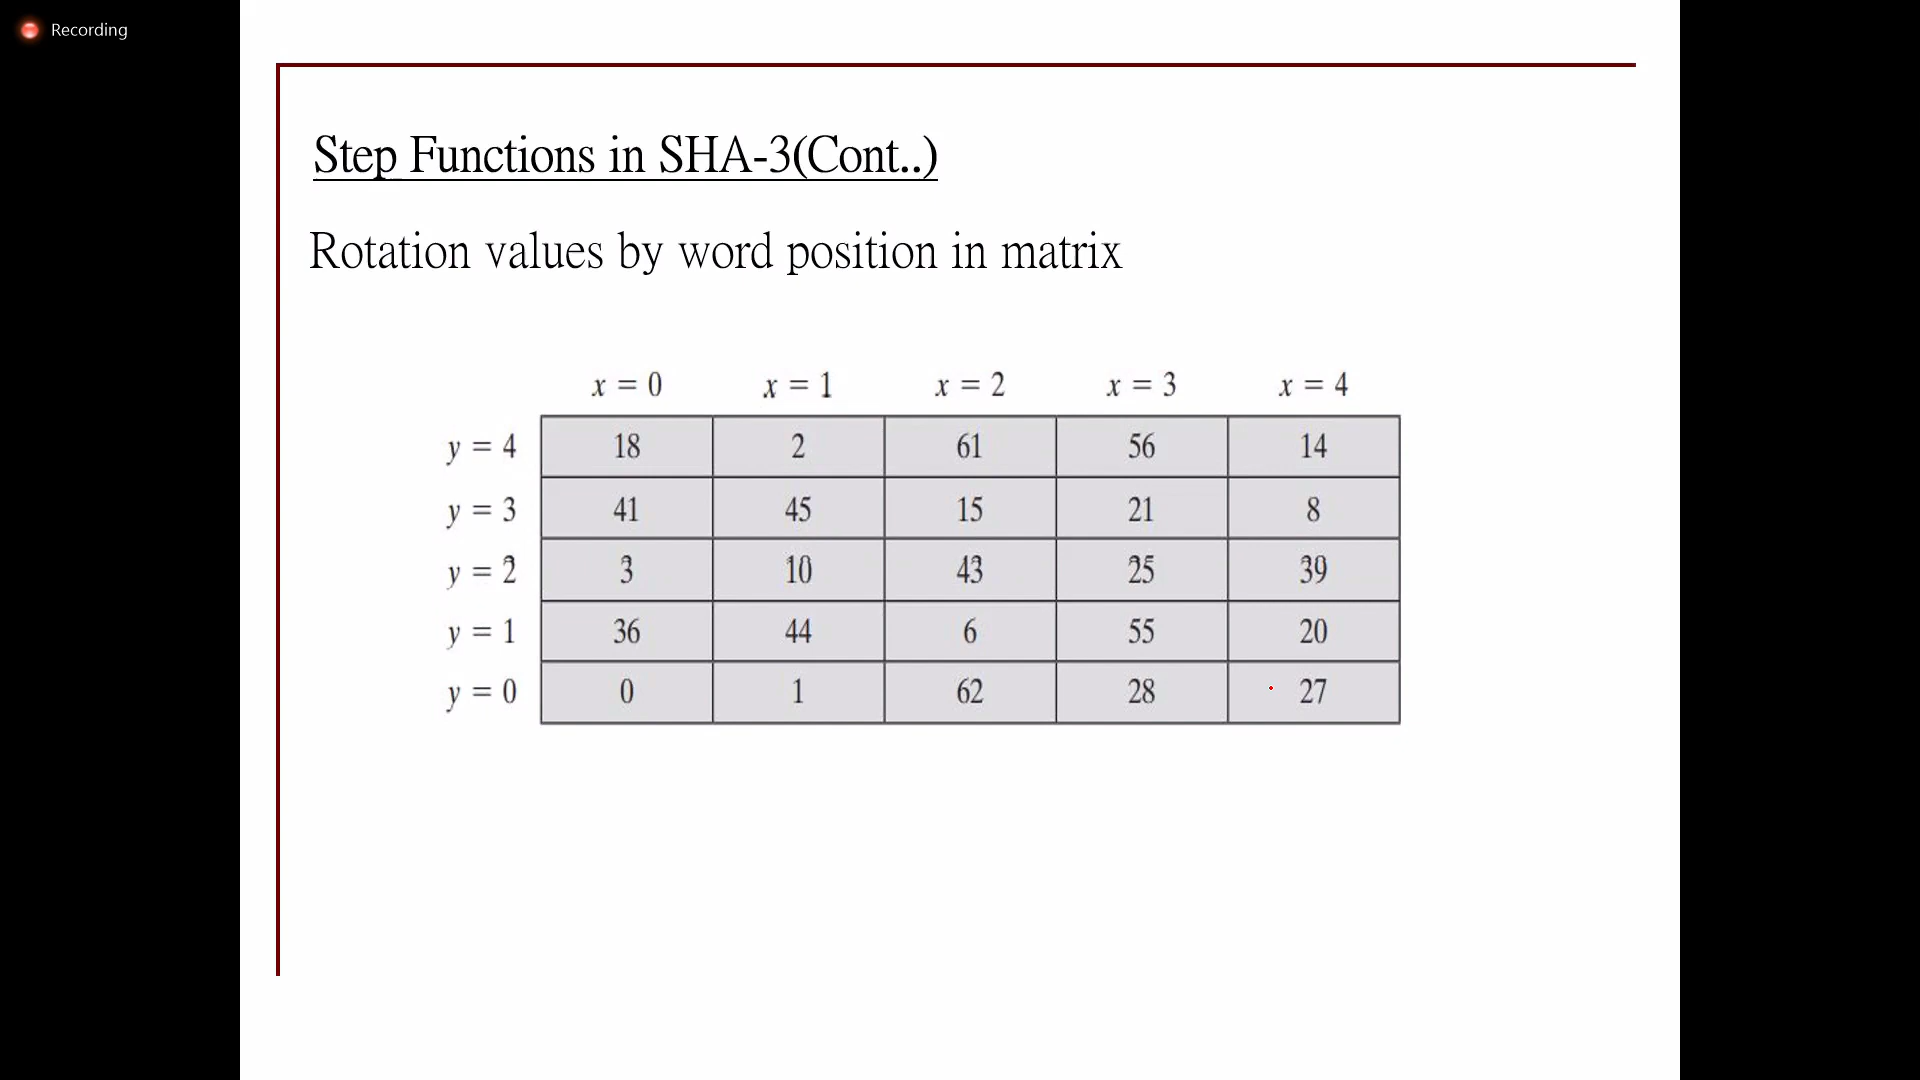 Recording
Step Functions in SHA-3(Cont..)
Rotation values by word position in matrix
x = 0 x = 1 x = 2 x = 3 x = 4
y = 4 18 2 61 56 14
y = 3 41 45 15 21 8
y = 2 3 10 43 25 39
y = 1 36 44 6 55 20
y = 0 0 1 62 28 27